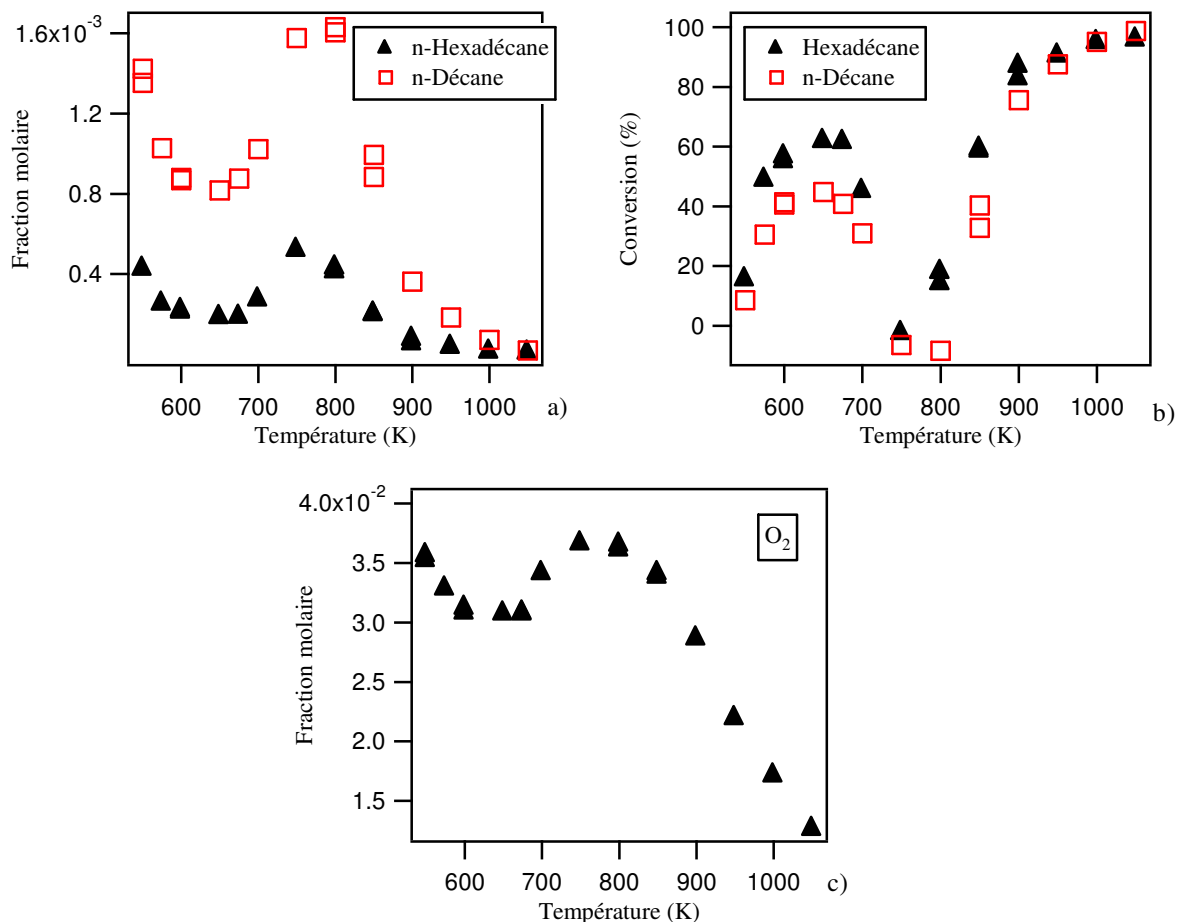 1.6x10⁻³
1.2
0.8
0.4
Fraction molaire
n-Hexadécane
n-Décane
600 700 800 900 1000
Température (K)
a)
100
80
60
40
20
0
Conversion (%)
Hexadécane
n-Décane
600 700 800 900 1000
Température (K)
b)
4.0x10⁻²
3.5
3.0
2.5
2.0
1.5
Fraction molaire
O₂
600 700 800 900 1000
Température (K)
c)